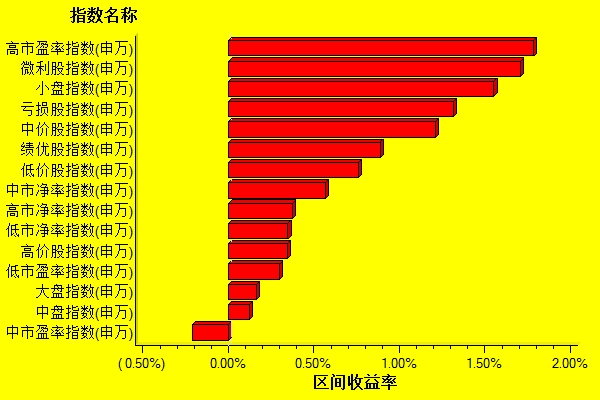 指数名称
高市盈率指数(申万)
微利股指数(申万)
小盘指数(申万)
亏损股指数(申万)
中价股指数(申万)
绩优股指数(申万)
低价股指数(申万)
中市净率指数(申万)
高市净率指数(申万)
低市净率指数(申万)
高价股指数(申万)
低市盈率指数(申万)
大盘指数(申万)
中盘指数(申万)
中市盈率指数(申万)
(0.50%) 0.00% 0.50% 1.00% 1.50% 2.00%
区间收益率